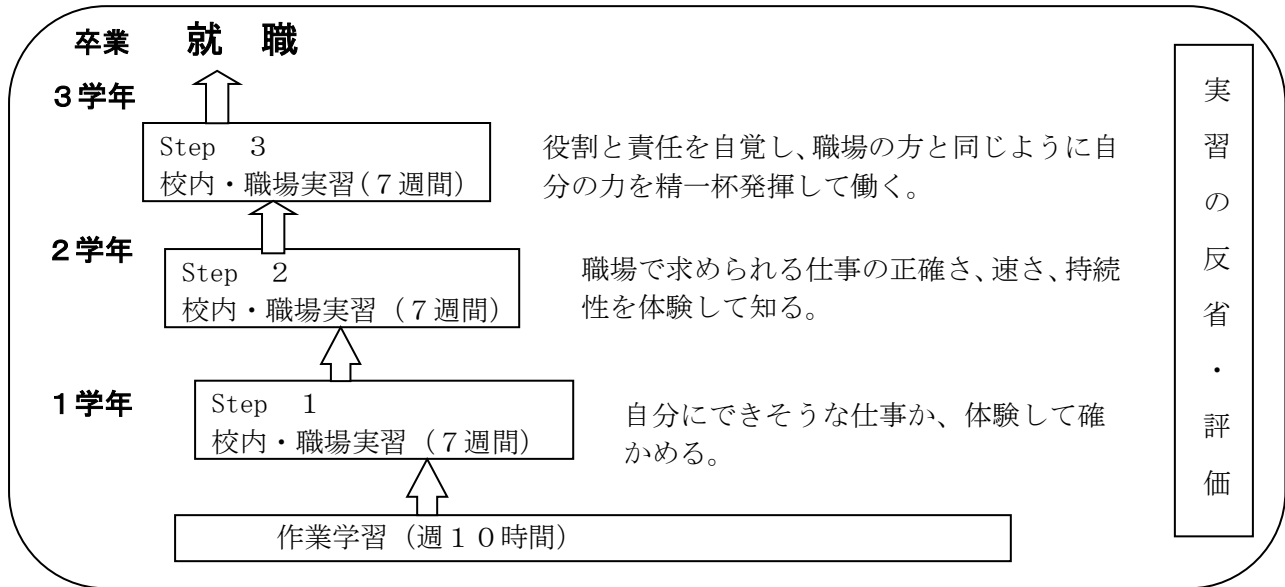 卒業　就　職
３学年
Step　３
校内・職場実習(７週間)
役割と責任を自覚し、職場の方と同じように自
分の力を精一杯発揮して働く。
２学年
Step　２
校内・職場実習（７週間）
職場で求められる仕事の正確さ、速さ、持続
性を体験して知る。
１学年
Step　１
校内・職場実習（７週間）
自分にできそうな仕事か、体験して確
かめる。
作業学習（週１０時間）
実習の反省・評価